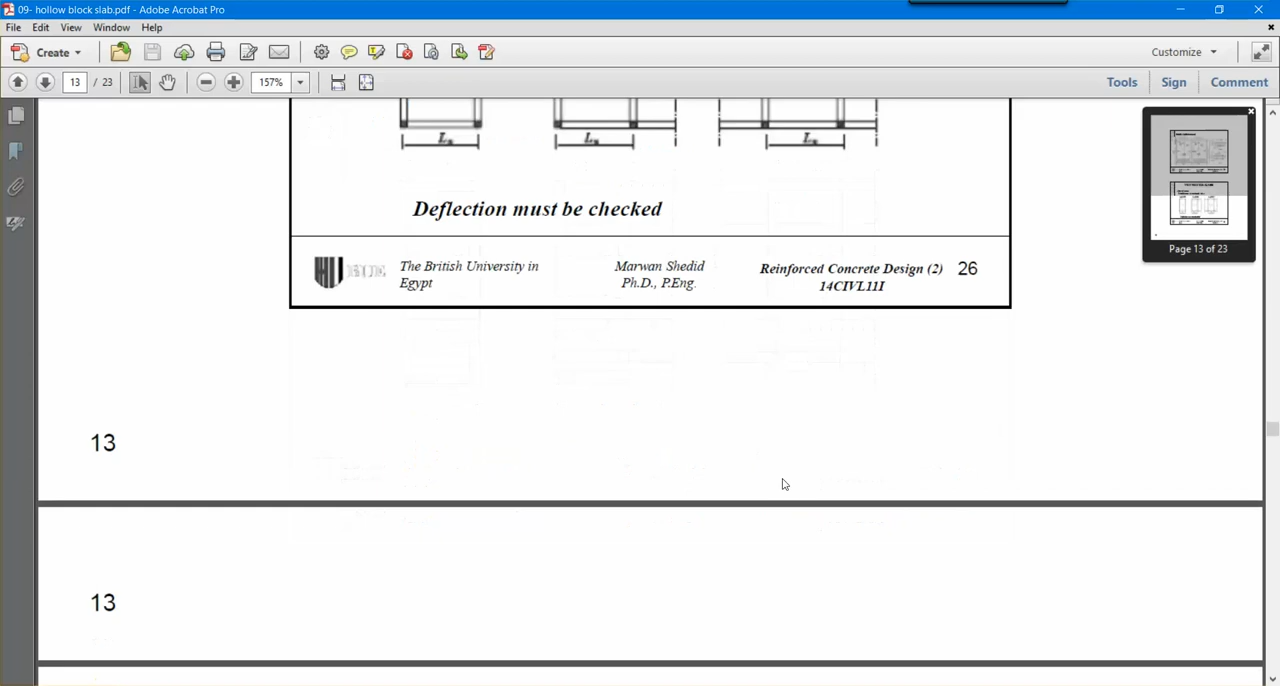 09- hollow block slab.pdf - Adobe Acrobat Pro
File Edit View Window Help
Create
Customize
13 / 23
157%
Tools Sign Comment
Page 13 of 23
Deflection must be checked
The British University in
Egypt
Marwan Shedid
Ph.D., P.Eng.
Reinforced Concrete Design (2)
14CIVL11I
26
13
13